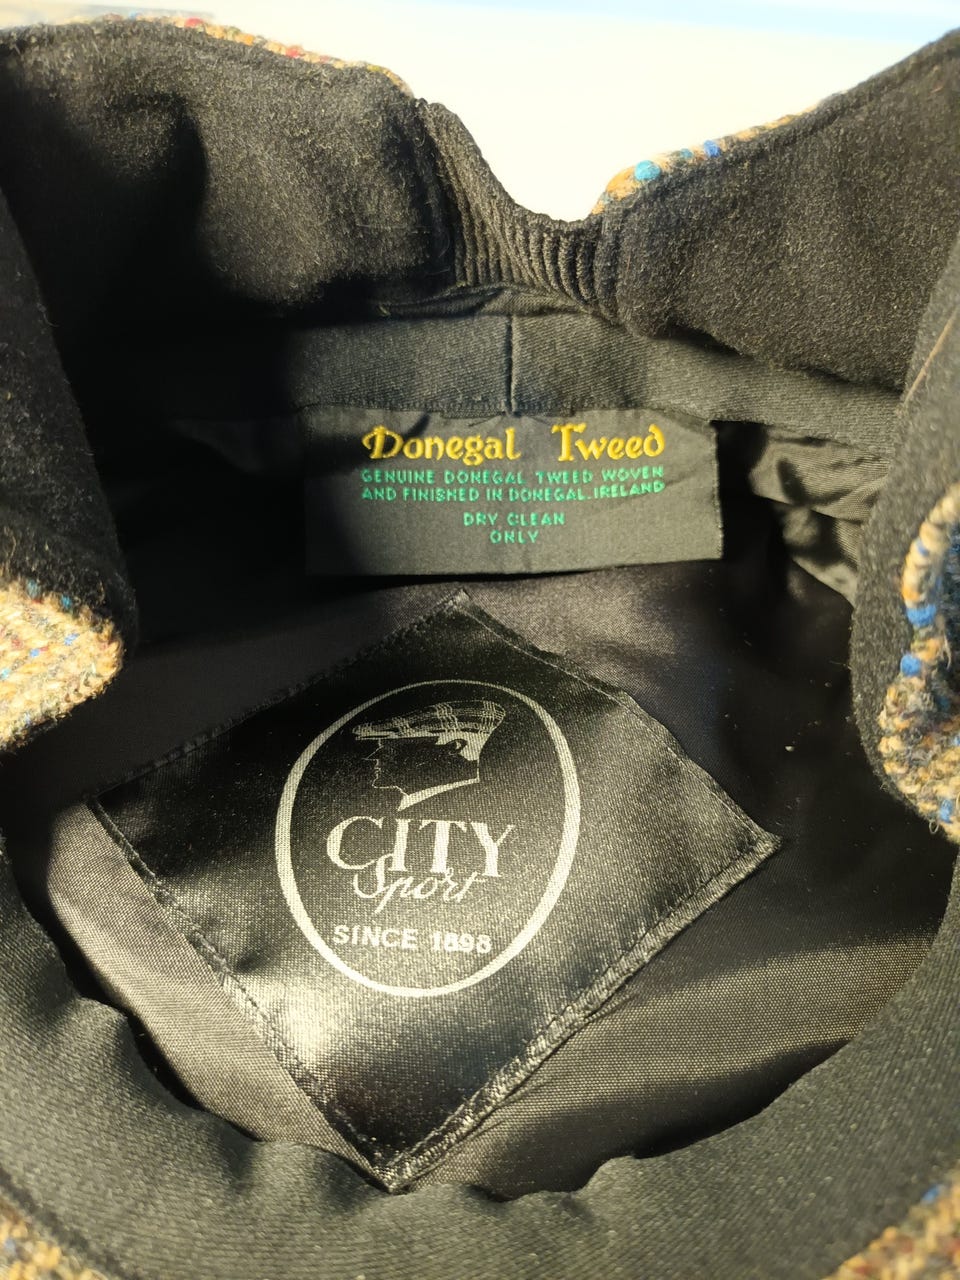 Donegal Tweed
GENUINE DONEGAL TWEED WOVEN
AND FINISHED IN DONEGAL.IRELAND
DRY CLEAN
ONLY
CITY
Sport
SINCE 1898